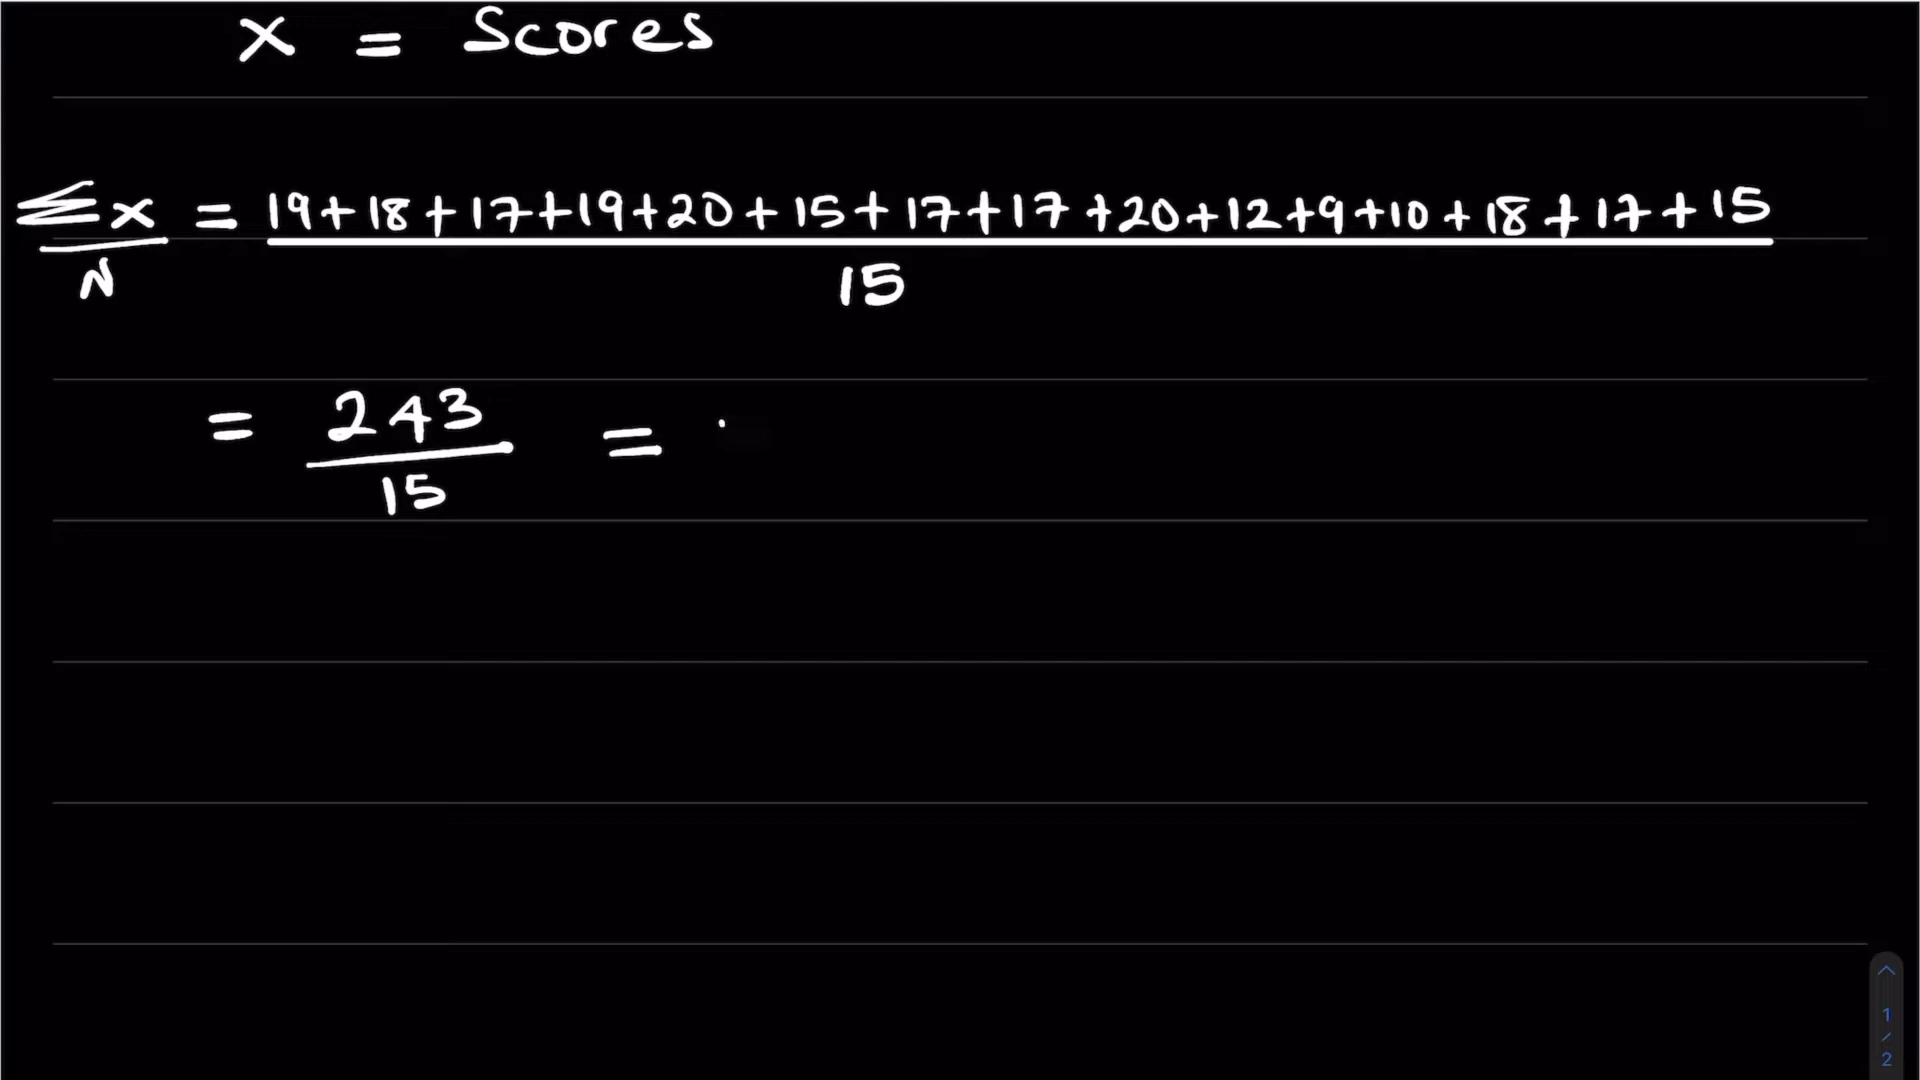 x = Scores
Σx = 19+18+17+19+20+15+17+17+20+12+9+10+18+17+15
N 15
= 243 =
15
1
/
2